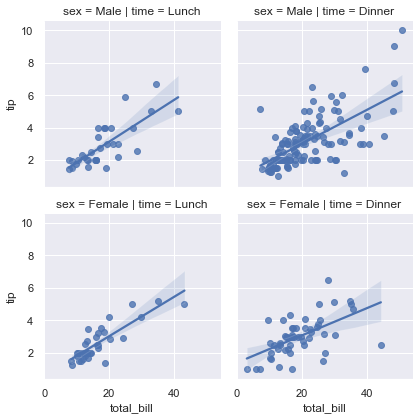 sex = Male | time = Lunch
sex = Male | time = Dinner
10
8
6
4
2
tip
sex = Female | time = Lunch
sex = Female | time = Dinner
10
8
6
4
2
0
tip
0 20 40
0 20 40
total_bill
total_bill